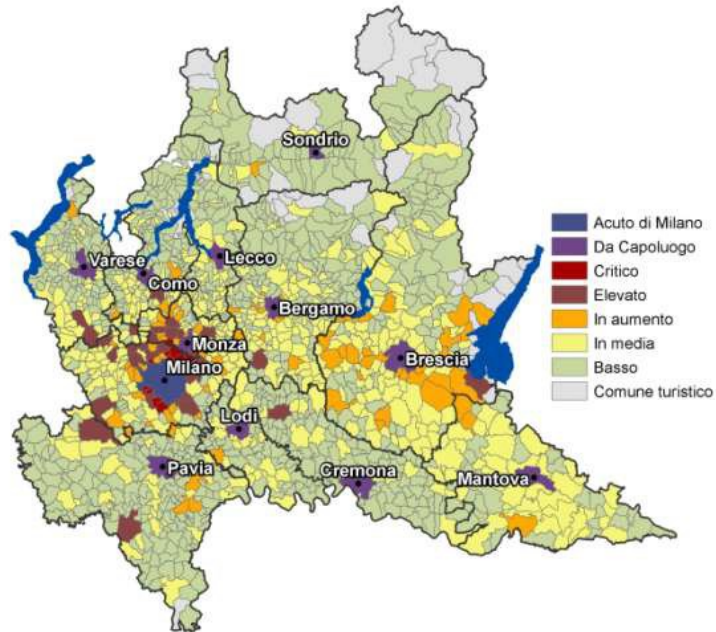 Sondrio
Varese
Como
Lecco
Bergamo
Monza
Milano
Brescia
Lodi
Pavia
Cremona
Mantova
Acuto di Milano
Da Capoluogo
Critico
Elevato
In aumento
In media
Basso
Comune turistico